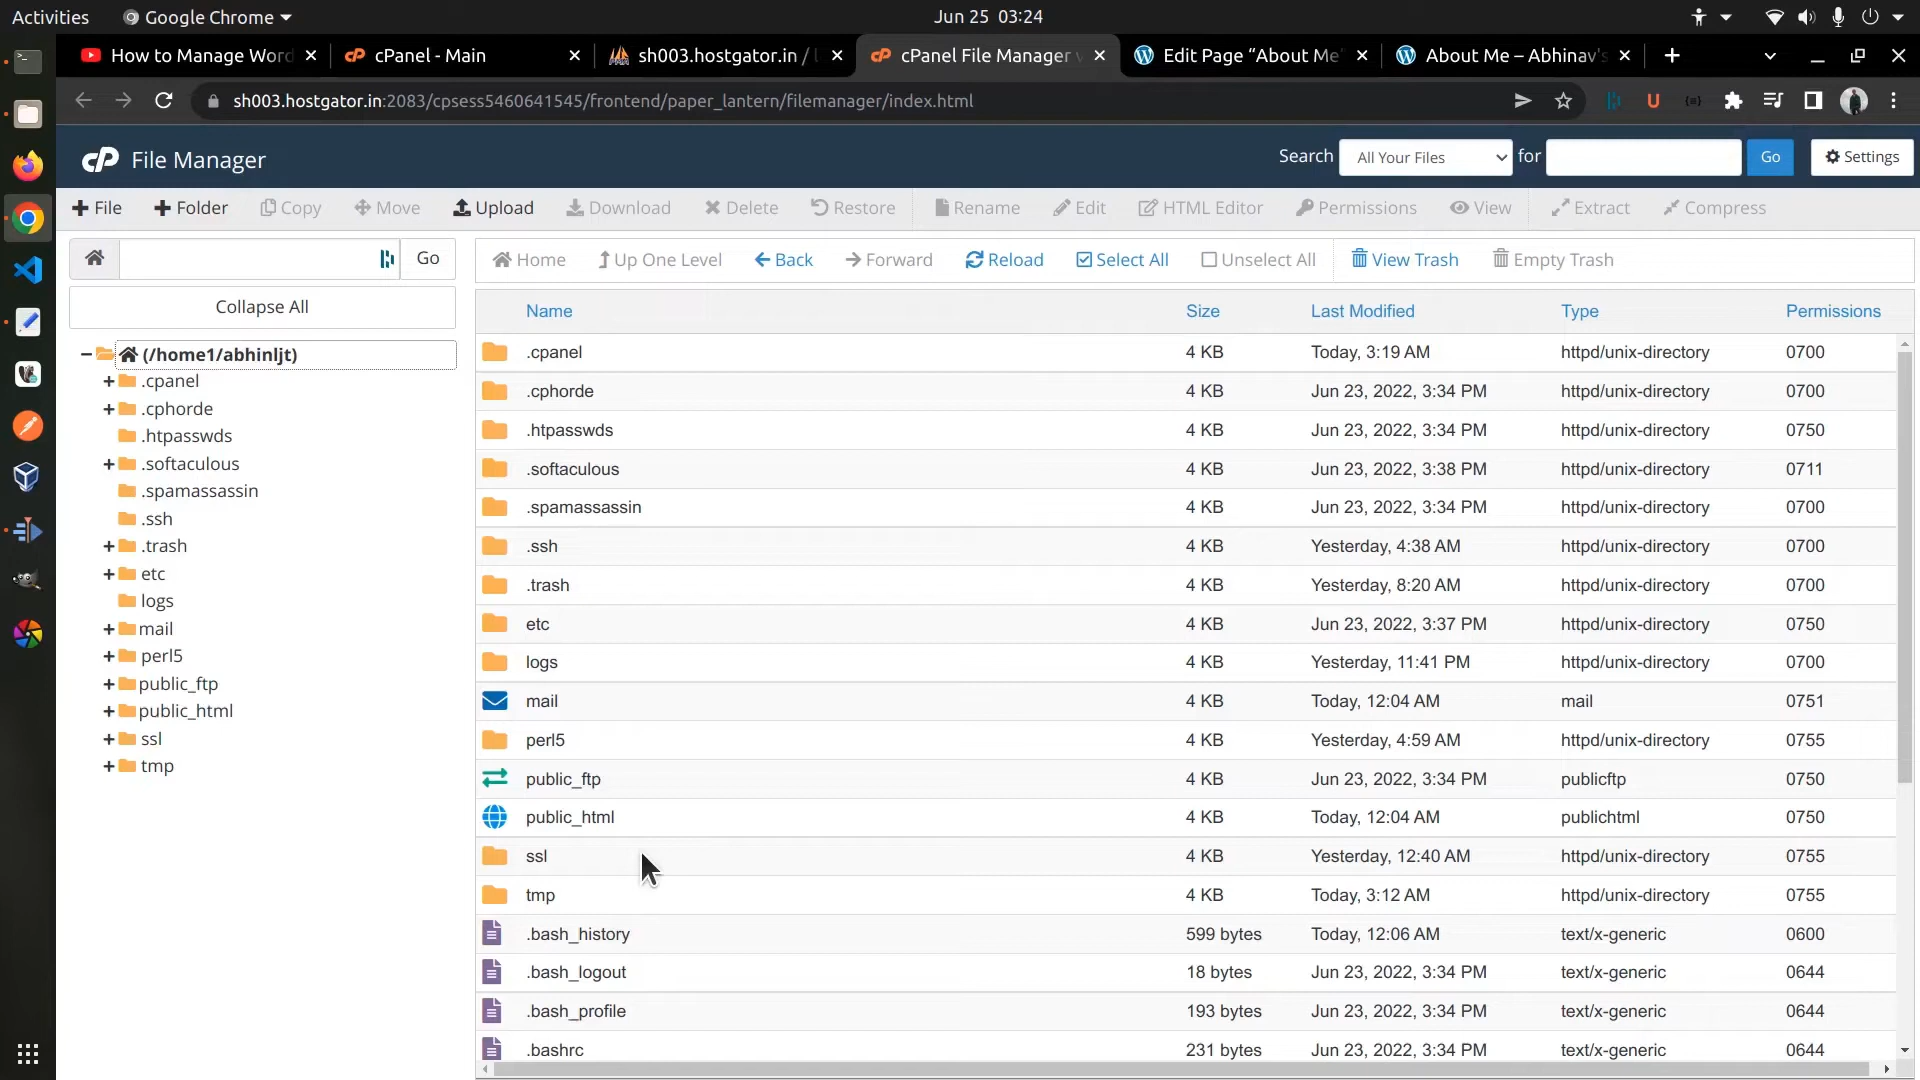 Activities
Google Chrome
Jun 25 03:24
How to Manage Word
cPanel - Main
sh003.hostgator.in / l
cPanel File Manager v
Edit Page “About Me”
About Me – Abhinav's
sh003.hostgator.in:2083/cpsess5460641545/frontend/paper_lantern/filemanager/index.html
cP File Manager
Search
All Your Files
for
Go
Settings
File
Folder
Copy
Move
Upload
Download
Delete
Restore
Rename
Edit
HTML Editor
Permissions
View
Extract
Compress
Go
Home
Up One Level
Back
Forward
Reload
Select All
Unselect All
View Trash
Empty Trash
Collapse All
(/home1/abhinljt)
.cpanel
.cphorde
.htpasswds
.softaculous
.spamassassin
.ssh
.trash
etc
logs
mail
perl5
public_ftp
public_html
ssl
tmp
Name Size Last Modified Type Permissions
.cpanel 4 KB Today, 3:19 AM httpd/unix-directory 0700
.cphorde 4 KB Jun 23, 2022, 3:34 PM httpd/unix-directory 0700
.htpasswds 4 KB Jun 23, 2022, 3:34 PM httpd/unix-directory 0750
.softaculous 4 KB Jun 23, 2022, 3:38 PM httpd/unix-directory 0711
.spamassassin 4 KB Jun 23, 2022, 3:34 PM httpd/unix-directory 0700
.ssh 4 KB Yesterday, 4:38 AM httpd/unix-directory 0700
.trash 4 KB Yesterday, 8:20 AM httpd/unix-directory 0700
etc 4 KB Jun 23, 2022, 3:37 PM httpd/unix-directory 0750
logs 4 KB Yesterday, 11:41 PM httpd/unix-directory 0700
mail 4 KB Today, 12:04 AM mail 0751
perl5 4 KB Yesterday, 4:59 AM httpd/unix-directory 0755
public_ftp 4 KB Jun 23, 2022, 3:34 PM publicftp 0750
public_html 4 KB Today, 12:04 AM publichtml 0750
ssl 4 KB Yesterday, 12:40 AM httpd/unix-directory 0755
tmp 4 KB Today, 3:12 AM httpd/unix-directory 0755
.bash_history 599 bytes Today, 12:06 AM text/x-generic 0600
.bash_logout 18 bytes Jun 23, 2022, 3:34 PM text/x-generic 0644
.bash_profile 193 bytes Jun 23, 2022, 3:34 PM text/x-generic 0644
.bashrc 231 bytes Jun 23, 2022, 3:34 PM text/x-generic 0644